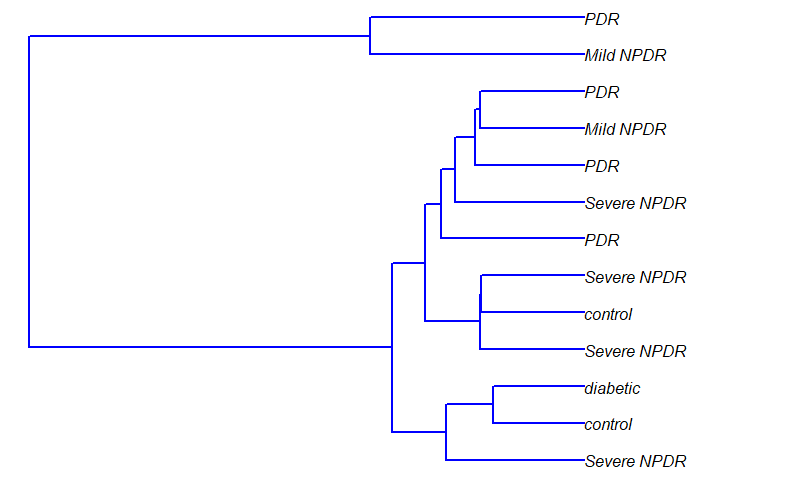 PDR
Mild NPDR
PDR
Mild NPDR
PDR
Severe NPDR
PDR
Severe NPDR
control
Severe NPDR
diabetic
control
Severe NPDR